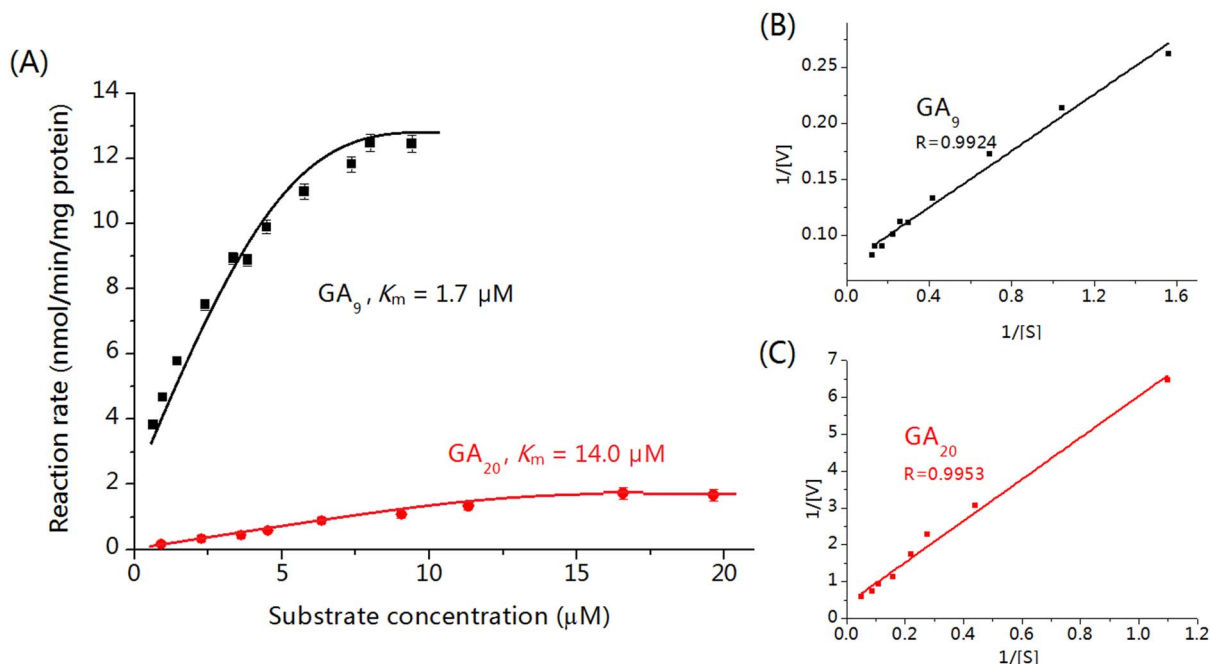 (A)
14
12
10
8
6
4
2
0
Reaction rate (nmol/min/mg protein)
GA9, Km = 1.7 μM
GA20, Km = 14.0 μM
0 5 10 15 20
Substrate concentration (μM)
(B)
0.25
0.20
0.15
0.10
1/[V]
GA9
R=0.9924
0.0 0.4 0.8 1.2 1.6
1/[S]
(C)
7
6
5
4
3
2
1
0
1/[V]
GA20
R=0.9953
0.0 0.2 0.4 0.6 0.8 1.0 1.2
1/[S]